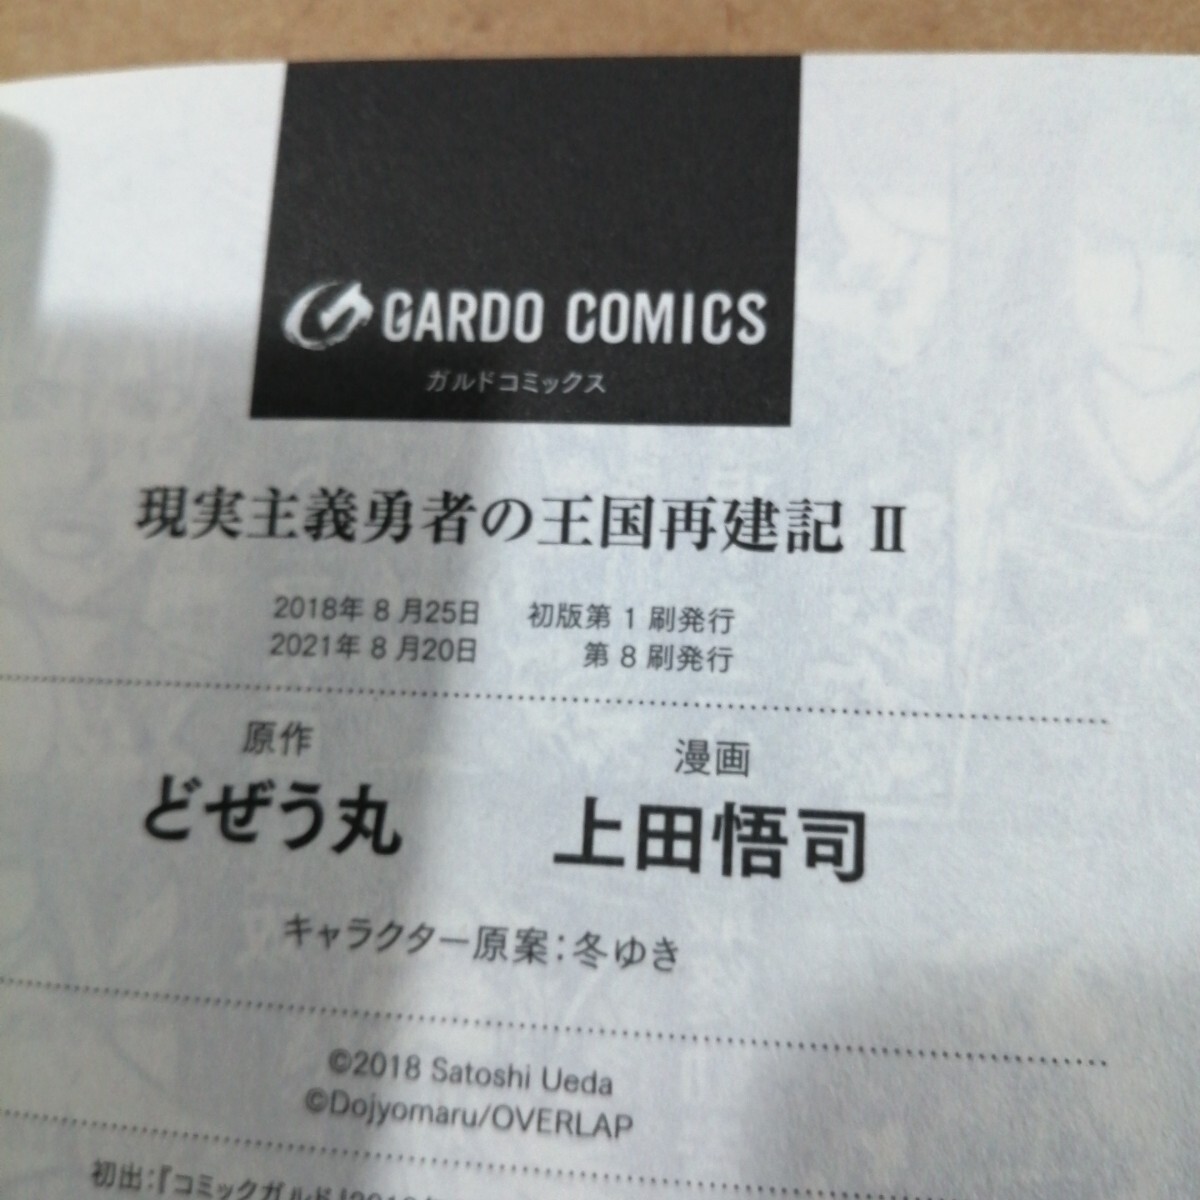 GARDO COMICS
ガルドコミックス
現実主義勇者の王国再建記 II
2018年8月25日 初版第1刷発行
2021年8月20日 第8刷発行
原作 漫画
どぜう丸 上田悟司
キャラクター原案:冬ゆき
©2018 Satoshi Ueda
©Dojyomaru/OVERLAP
初出:『コミックガルド』